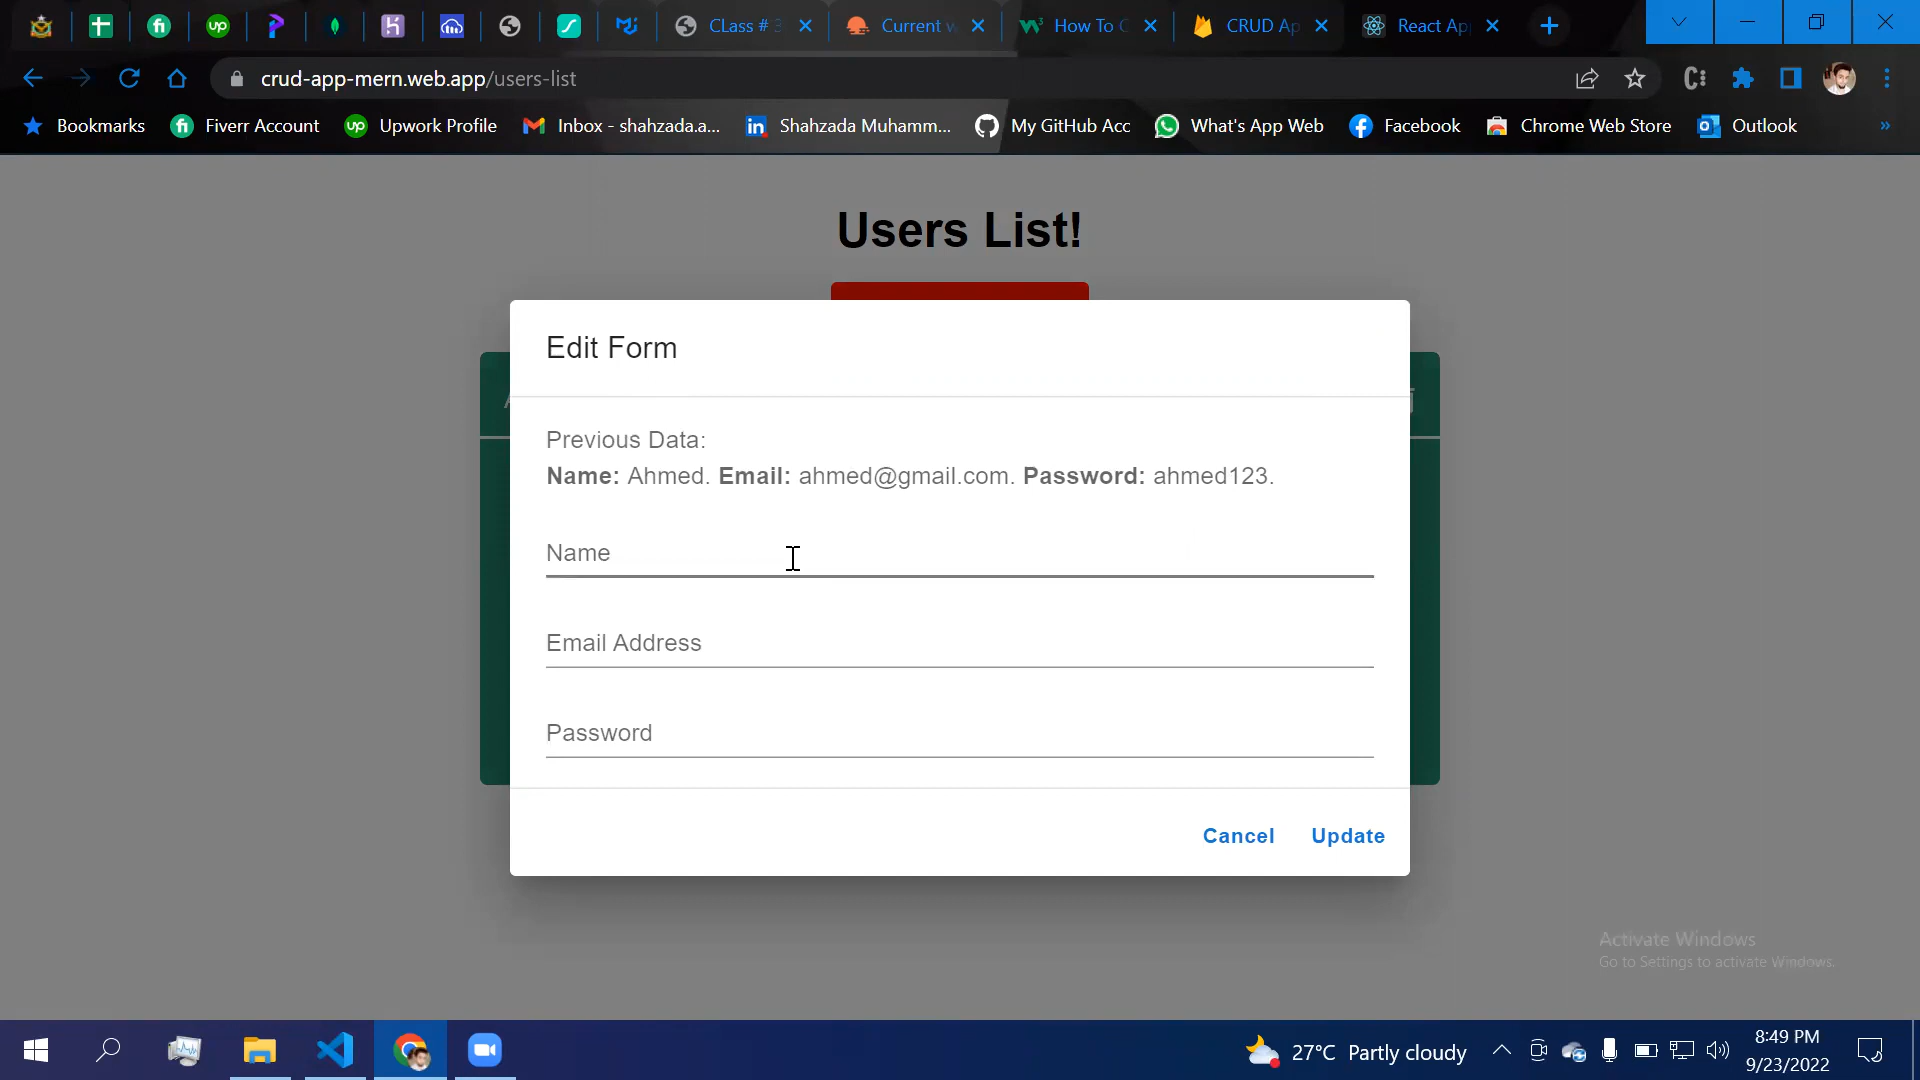 CLass # 3
Current w
How To C
CRUD Ap
React Ap
crud-app-mern.web.app/users-list
Bookmarks
Fiverr Account
Upwork Profile
Inbox - shahzada.a...
Shahzada Muhamm...
My GitHub Acc
What's App Web
Facebook
Chrome Web Store
Outlook
»
Users List!
Edit Form
Previous Data:
Name: Ahmed. Email: ahmed@gmail.com. Password: ahmed123.
Name
Email Address
Password
Cancel
Update
Activate Windows
Go to Settings to activate Windows.
27°C Partly cloudy
8:49 PM
9/23/2022